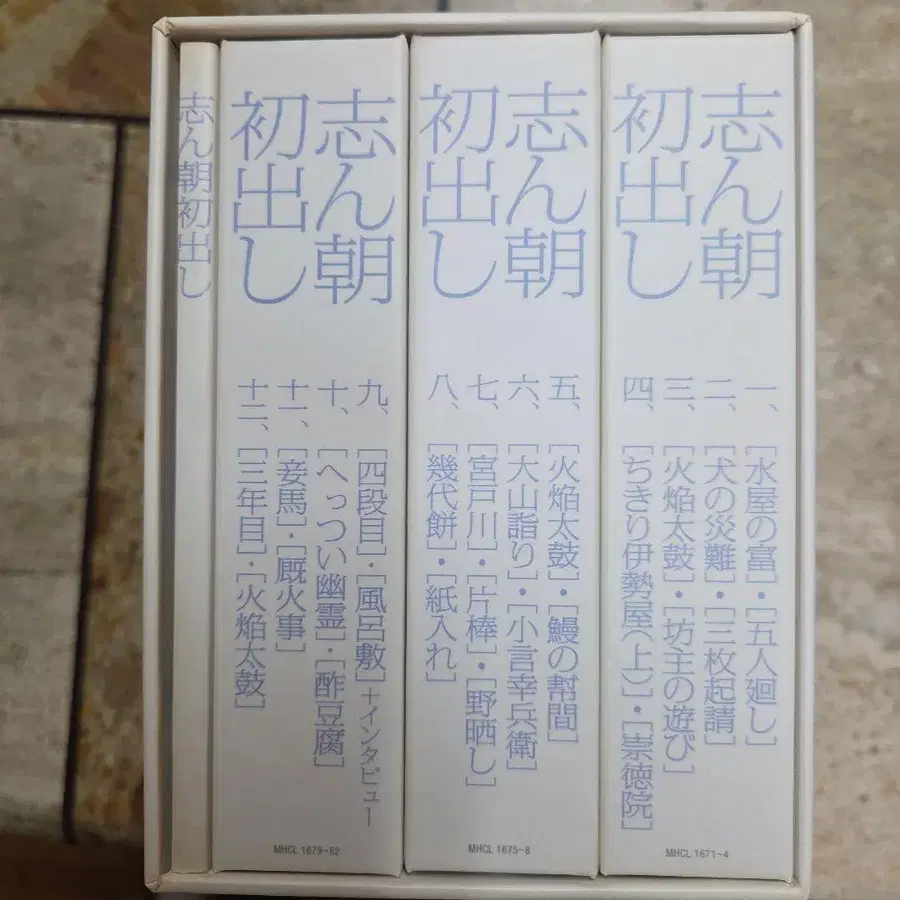 志ん朝
初出し
一、[水屋の富]・[五人廻し]
二、[犬の災難]・[三枚起請]
三、[火焔太鼓]・[坊主の遊び]
四、[ちきり伊勢屋(上)]・[崇徳院]
MHCL 1671~4
志ん朝
初出し
五、[火焔太鼓]・[鰻の幇間]
六、[大山詣り]・[小言幸兵衛]
七、[宮戸川]・[片棒]・[野晒し]
八、[幾代餅]・[紙入れ]
MHCL 1675~8
志ん朝
初出し
九、[四段目]・[風呂敷]+インタビュー
十、[へっつい幽霊]・[酢豆腐]
十一、[妾馬]・[厩火事]
十二、[三年目]・[火焔太鼓]
MHCL 1679~82
志ん朝初出し